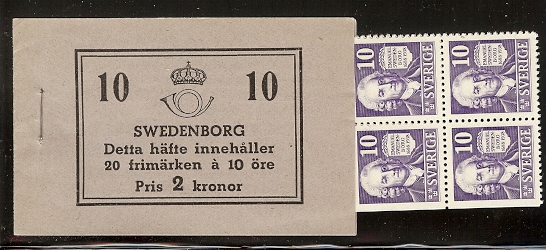 10 10
SWEDENBORG
Detta häfte innehåller
20 frimärken à 10 öre
Pris 2 kronor
10 SVERIGE
10 SVERIGE
10 SVERIGE
10 SVERIGE